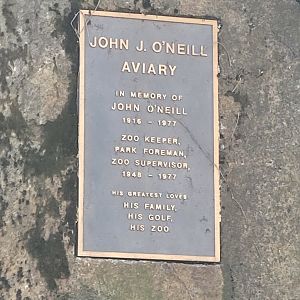 JOHN J. O'NEILL
AVIARY
IN MEMORY OF
JOHN O'NEILL
1916 - 1977
ZOO KEEPER,
PARK FOREMAN,
ZOO SUPERVISOR,
1948 - 1977
HIS GREATEST LOVES
HIS FAMILY,
HIS GOLF,
HIS ZOO